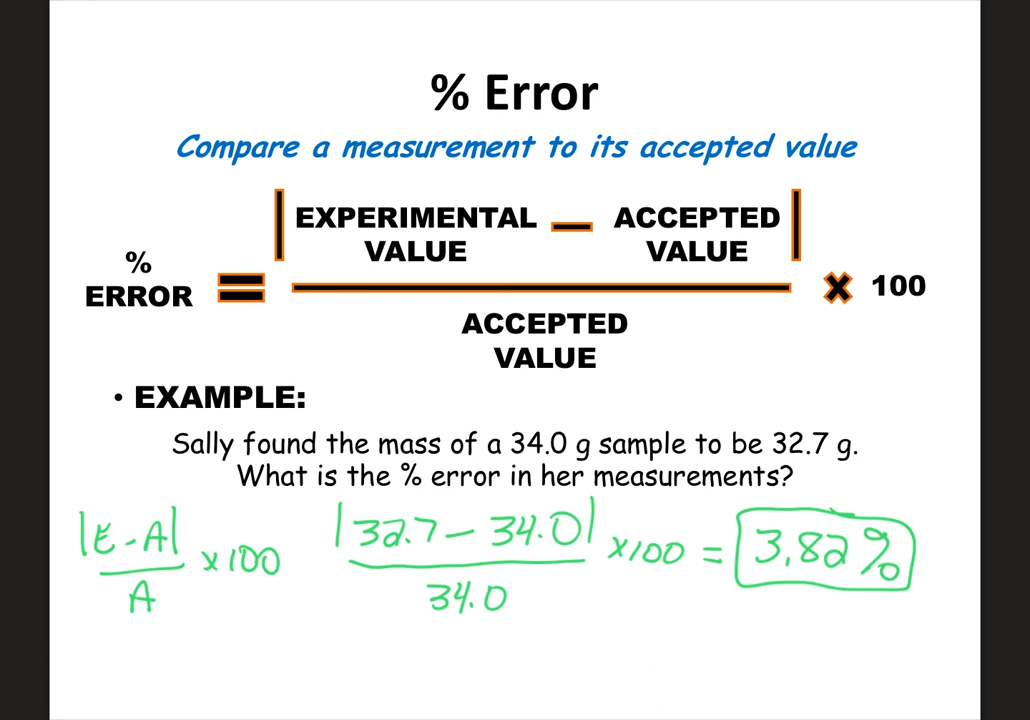 % Error
Compare a measurement to its accepted value
% ERROR = | EXPERIMENTAL VALUE – ACCEPTED VALUE | / ACCEPTED VALUE × 100
• EXAMPLE:
Sally found the mass of a 34.0 g sample to be 32.7 g.
What is the % error in her measurements?
|E - A| / A × 100
|32.7 - 34.0| / 34.0 × 100 = 3.82%